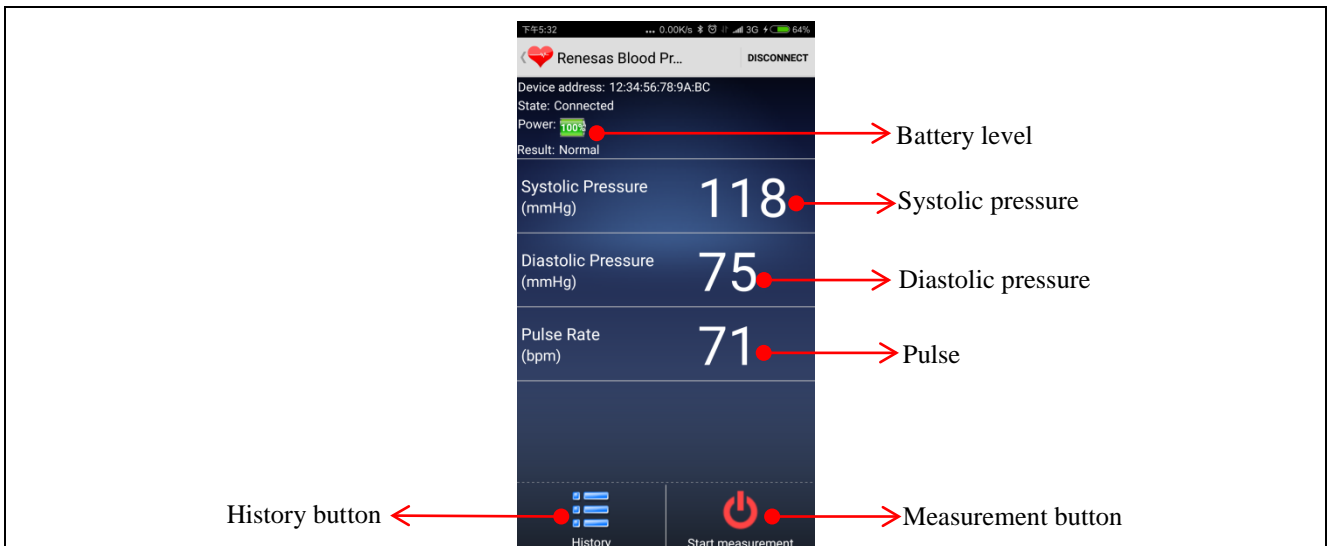 下午5:32 ... 0.00K/s 3G 64%
Renesas Blood Pr... DISCONNECT
Device address: 12:34:56:78:9A:BC
State: Connected
Power: 100%
Battery level
Result: Normal
Systolic Pressure
(mmHg)
118
Systolic pressure
Diastolic Pressure
(mmHg)
75
Diastolic pressure
Pulse Rate
(bpm)
71
Pulse
History button
Measurement button
History
Start measurement